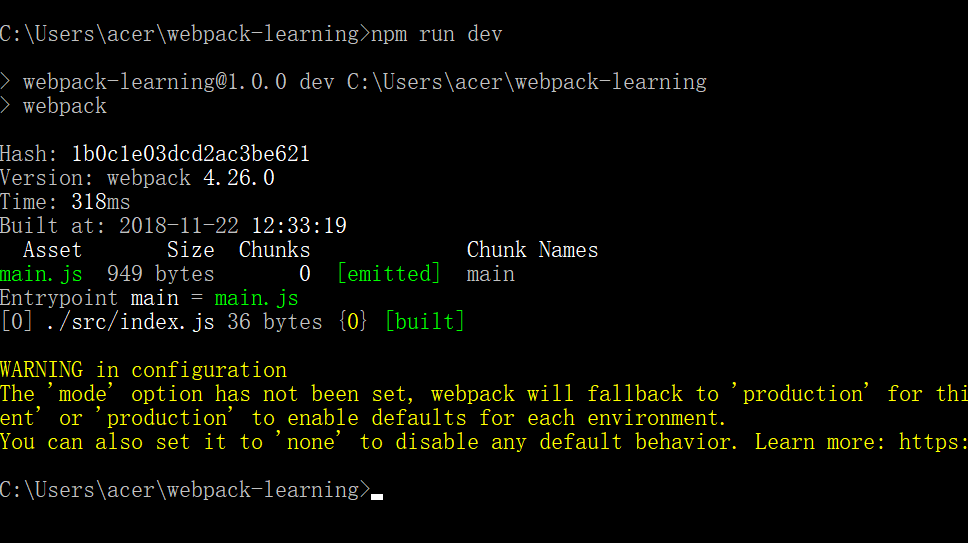 C:\Users\acer\webpack-learning>npm run dev
> webpack-learning@1.0.0 dev C:\Users\acer\webpack-learning
> webpack
Hash: 1b0c1e03dcd2ac3be621
Version: webpack 4.26.0
Time: 318ms
Built at: 2018-11-22 12:33:19
Asset Size Chunks Chunk Names
main.js 949 bytes 0 [emitted] main
Entrypoint main = main.js
[0] ./src/index.js 36 bytes {0} [built]
WARNING in configuration
The 'mode' option has not been set, webpack will fallback to 'production' for thi
ent' or 'production' to enable defaults for each environment.
You can also set it to 'none' to disable any default behavior. Learn more: https:
C:\Users\acer\webpack-learning>